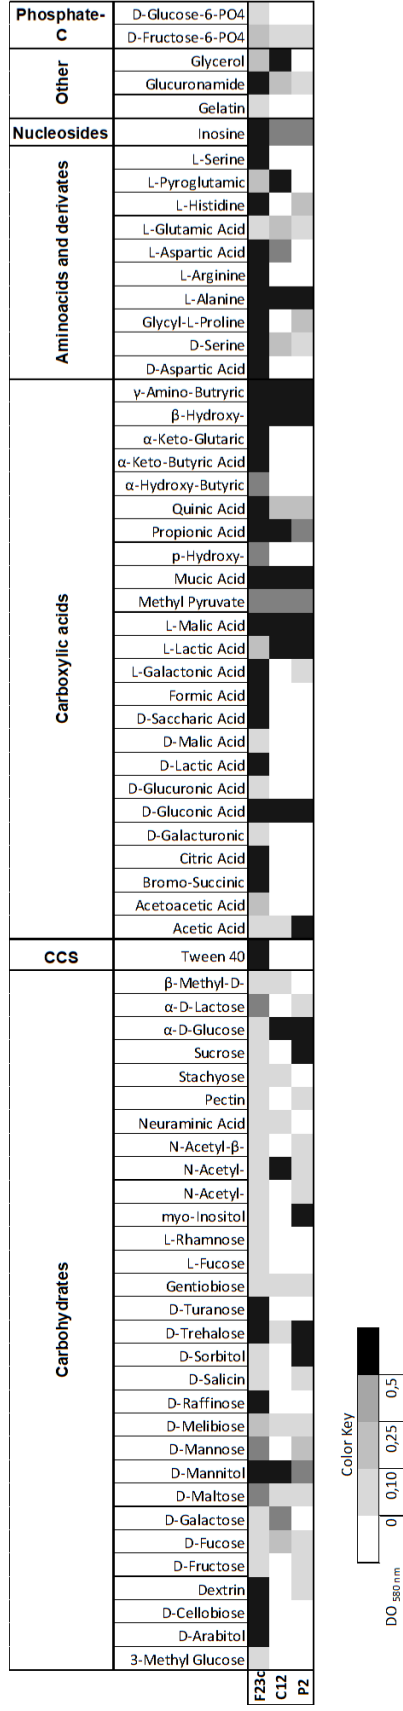 Phosphate-
C
D-Glucose-6-PO4
D-Fructose-6-PO4
Other
Glycerol
Glucuronamide
Gelatin
Nucleosides
Inosine
Aminoacids and derivates
L-Serine
L-Pyroglutamic
L-Histidine
L-Glutamic Acid
L-Aspartic Acid
L-Arginine
L-Alanine
Glycyl-L-Proline
D-Serine
D-Aspartic Acid
Carboxylic acids
γ-Amino-Butryric
β-Hydroxy-
α-Keto-Glutaric
α-Keto-Butyric Acid
α-Hydroxy-Butyric
Quinic Acid
Propionic Acid
p-Hydroxy-
Mucic Acid
Methyl Pyruvate
L-Malic Acid
L-Lactic Acid
L-Galactonic Acid
Formic Acid
D-Saccharic Acid
D-Malic Acid
D-Lactic Acid
D-Glucuronic Acid
D-Gluconic Acid
D-Galacturonic
Citric Acid
Bromo-Succinic
Acetoacetic Acid
Acetic Acid
CCS
Tween 40
Carbohydrates
β-Methyl-D-
α-D-Lactose
α-D-Glucose
Sucrose
Stachyose
Pectin
Neuraminic Acid
N-Acetyl-β-
N-Acetyl-
N-Acetyl-
myo-Inositol
L-Rhamnose
L-Fucose
Gentiobiose
D-Turanose
D-Trehalose
D-Sorbitol
D-Salicin
D-Raffinose
D-Melibiose
D-Mannose
D-Mannitol
D-Maltose
D-Galactose
D-Fucose
D-Fructose
Dextrin
D-Cellobiose
D-Arabitol
3-Methyl Glucose
F23c
C12
P2
Color Key
0,5
0,25
0,10
0
DO 580 nm